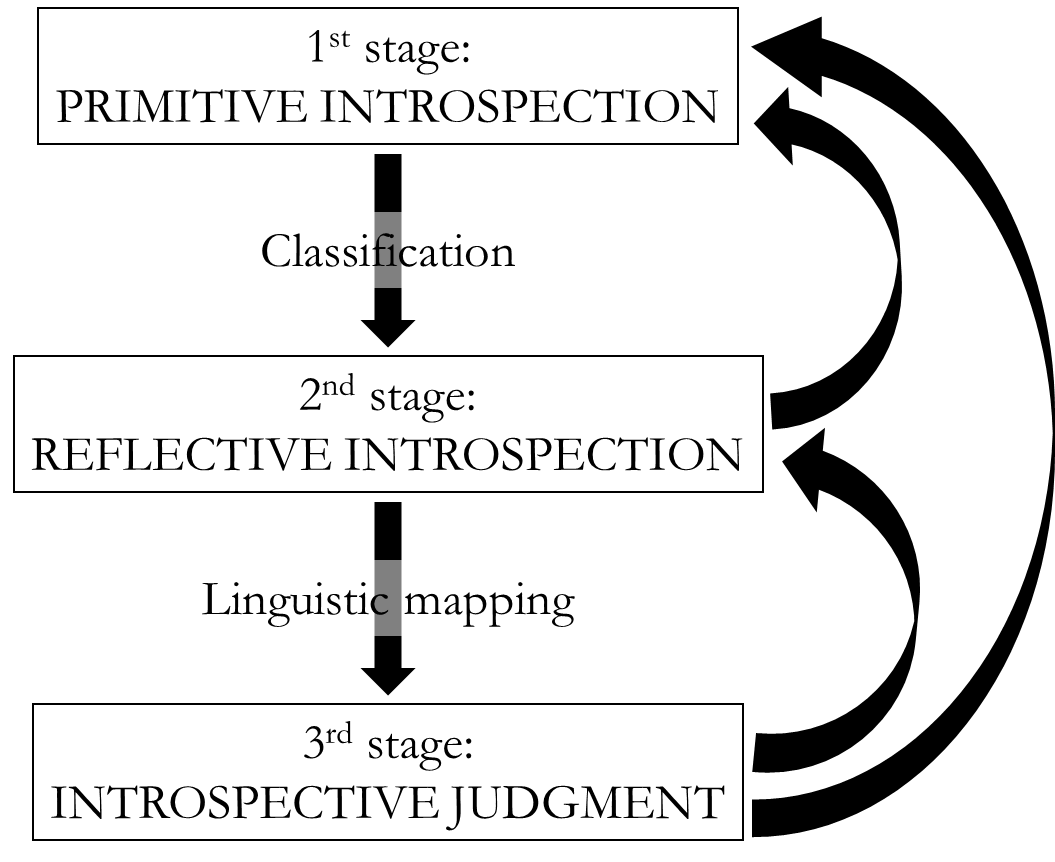 1st stage:
PRIMITIVE INTROSPECTION
Classification
2nd stage:
REFLECTIVE INTROSPECTION
Linguistic mapping
3rd stage:
INTROSPECTIVE JUDGMENT